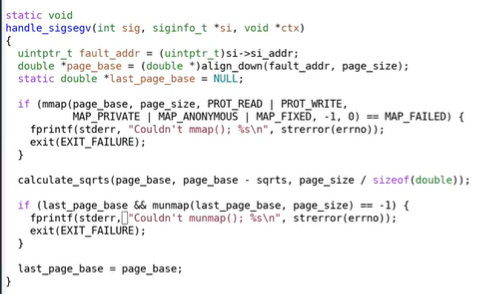 static void
handle_sigsegv(int sig, siginfo_t *si, void *ctx)
{
  uintptr_t fault_addr = (uintptr_t)si->si_addr;
  double *page_base = (double *)align_down(fault_addr, page_size);
  static double *last_page_base = NULL;

  if (mmap(page_base, page_size, PROT_READ | PROT_WRITE,
           MAP_PRIVATE | MAP_ANONYMOUS | MAP_FIXED, -1, 0) == MAP_FAILED) {
    fprintf(stderr, "Couldn't mmap(); %s\n", strerror(errno));
    exit(EXIT_FAILURE);
  }

  calculate_sqrts(page_base, page_base - sqrts, page_size / sizeof(double));

  if (last_page_base && munmap(last_page_base, page_size) == -1) {
    fprintf(stderr, "Couldn't munmap(); %s\n", strerror(errno));
    exit(EXIT_FAILURE);
  }

  last_page_base = page_base;
}